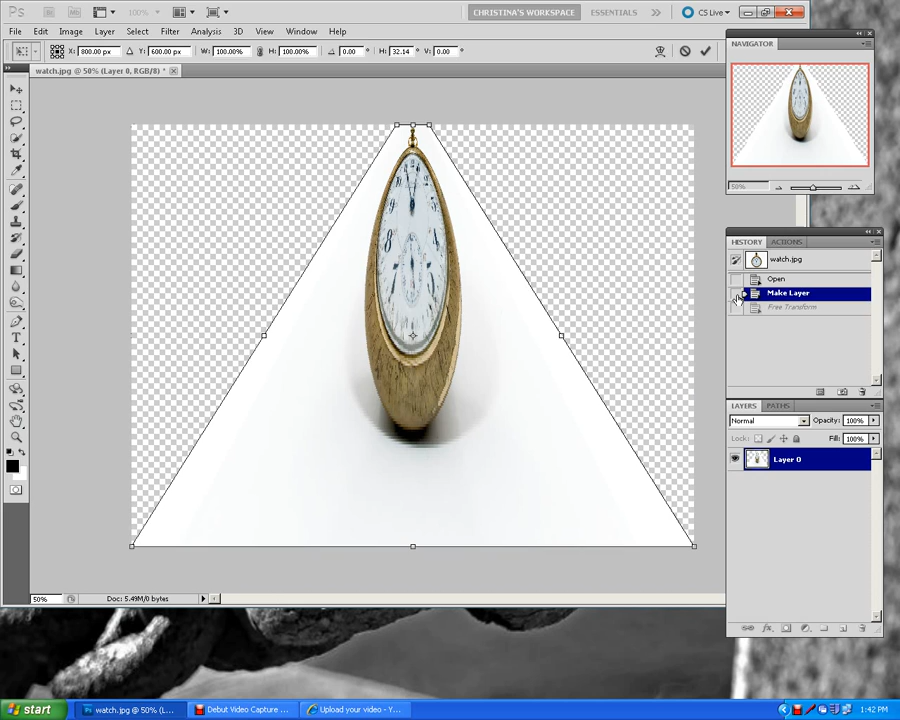 Ps Br Mb 100% CHRISTINA'S WORKSPACE ESSENTIALS CS Live
File Edit Image Layer Select Filter Analysis 3D View Window Help
X: 800.00 px Y: 600.00 px W: 100.00% H: 100.00% 0.00 ° H: 32.14 ° V: 0.00 °
watch.jpg @ 50% (Layer 0, RGB/8) *
NAVIGATOR
50%
HISTORY ACTIONS
watch.jpg
Open
Make Layer
Free Transform
LAYERS PATHS
Normal Opacity: 100%
Lock: Fill: 100%
Layer 0
50% Doc: 5.49M/0 bytes
start watch.jpg @ 50% (L... Debut Video Capture ... Upload your video - Y... 1:42 PM